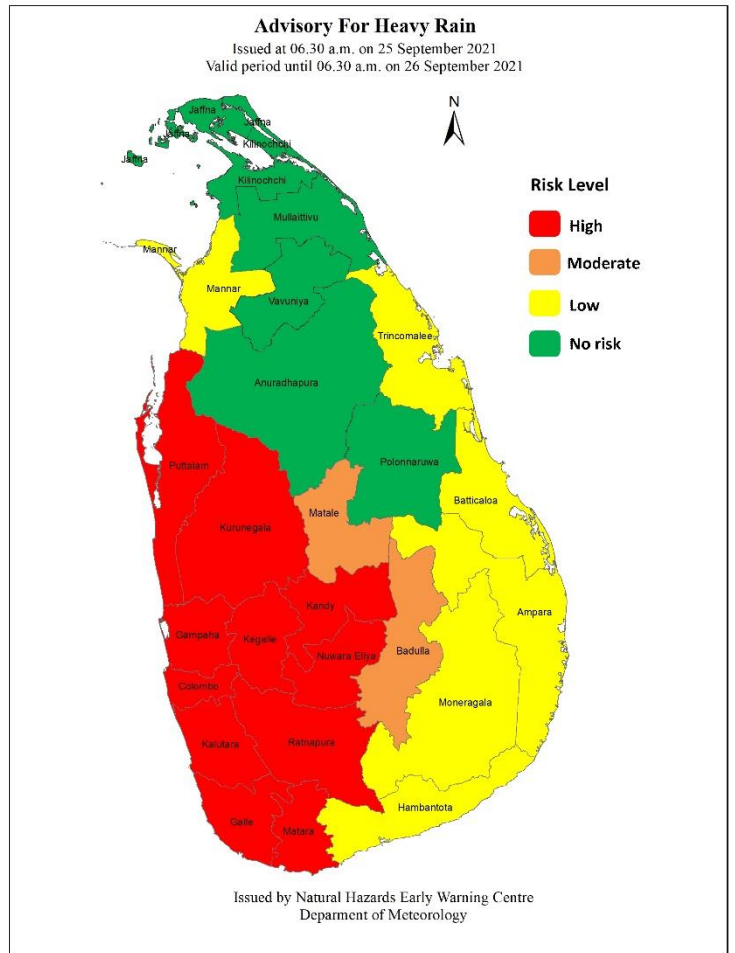 Advisory For Heavy Rain
Issued at 06.30 a.m. on 25 September 2021
Valid period until 06.30 a.m. on 26 September 2021
N
Jaffna
Jaffna
Jaffna
Kilinochchi
Jaffna
Kilinochchi
Mullaittivu
Mannar
Mannar
Vavuniya
Trincomalee
Anuradhapura
Polonnaruwa
Puttalam
Batticaloa
Matale
Kurunegala
Kandy
Ampara
Gampaha
Kegalle
Nuwara Eliya
Badulla
Colombo
Moneragala
Kalutara
Ratnapura
Hambantota
Galle
Matara
Risk Level
High
Moderate
Low
No risk
Issued by Natural Hazards Early Warning Centre
Deparment of Meteorology